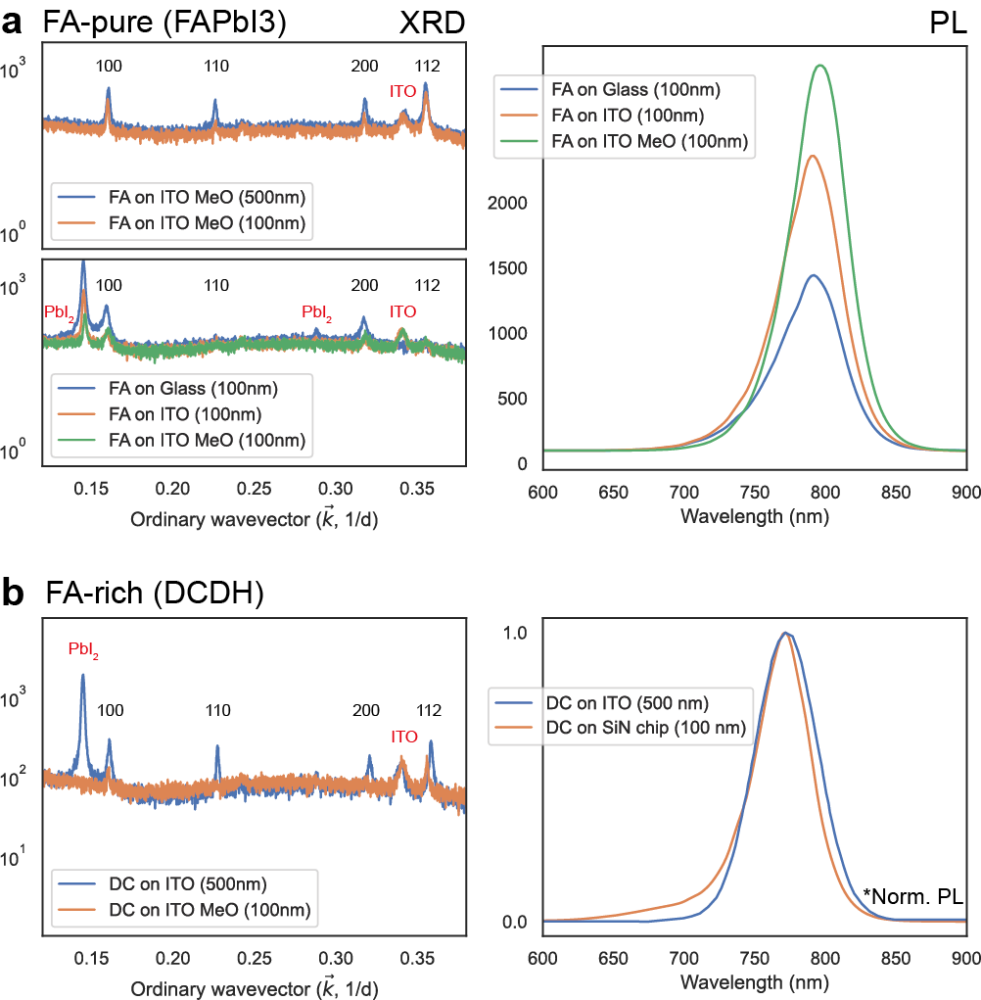 a FA-pure (FAPbI3) XRD PL
10³
100 110 200 112
ITO
FA on ITO MeO (500nm)
FA on ITO MeO (100nm)
10⁰
10³
100 110 200 112
PbI₂ PbI₂ ITO
FA on Glass (100nm)
FA on ITO (100nm)
FA on ITO MeO (100nm)
10⁰
0.15 0.20 0.25 0.30 0.35
Ordinary wavevector (k⃗, 1/d)
FA on Glass (100nm)
FA on ITO (100nm)
FA on ITO MeO (100nm)
2000
1500
1000
500
0
600 650 700 750 800 850 900
Wavelength (nm)
b FA-rich (DCDH)
PbI₂
10³
100 110 200 112
ITO
10²
10¹
DC on ITO (500nm)
DC on ITO MeO (100nm)
0.15 0.20 0.25 0.30 0.35
Ordinary wavevector (k⃗, 1/d)
1.0
DC on ITO (500 nm)
DC on SiN chip (100 nm)
*Norm. PL
0.0
600 650 700 750 800 850 900
Wavelength (nm)